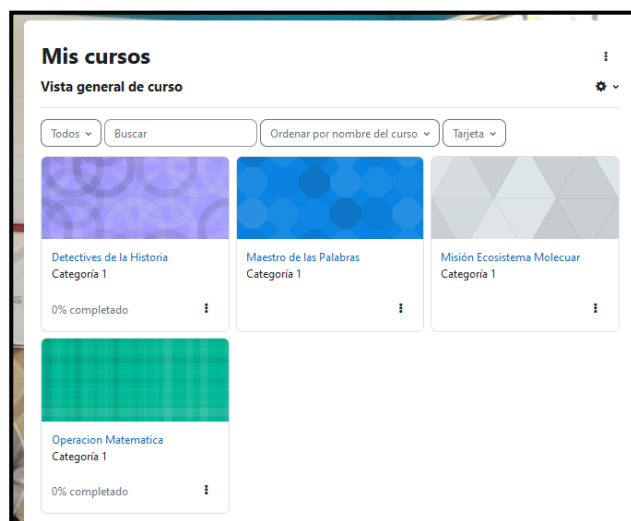 Mis cursos
Vista general de curso
Todos
Buscar
Ordenar por nombre del curso
Tarjeta
Detectives de la Historia
Categoría 1
0% completado
Maestro de las Palabras
Categoría 1
Misión Ecosistema Molecuar
Categoría 1
Operacion Matematica
Categoría 1
0% completado